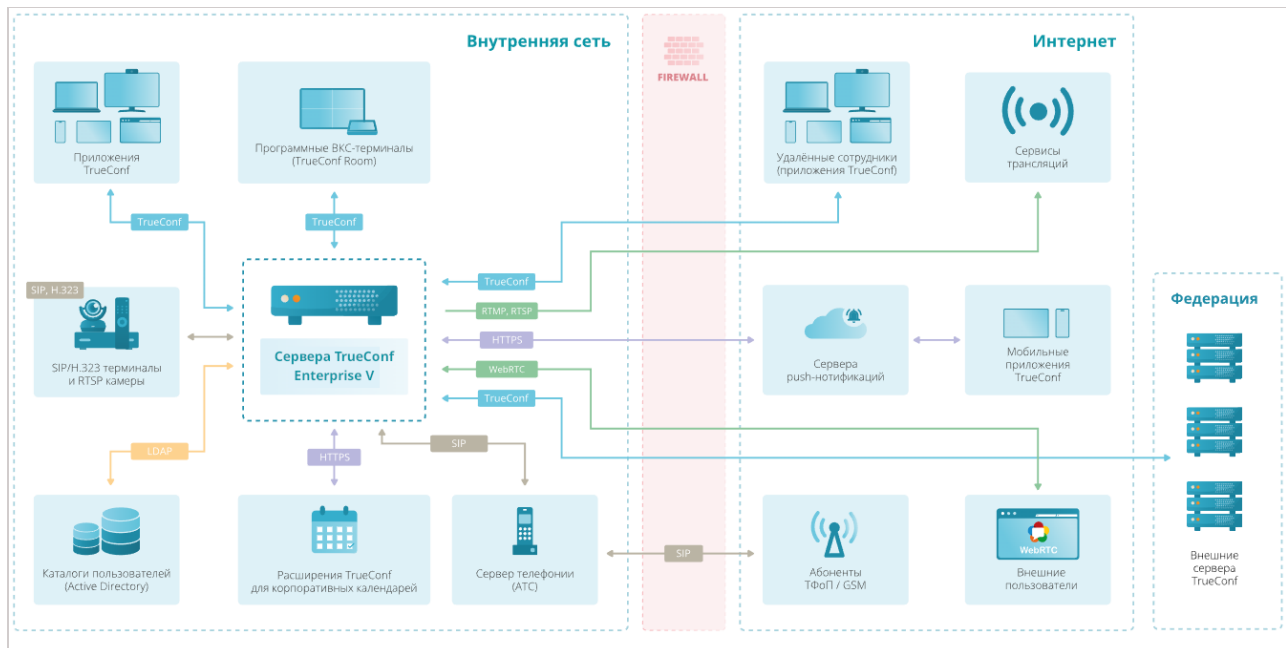 Внутренняя сеть
FIREWALL
Интернет
Приложения
TrueConf
Программные ВКС-терминалы
(TrueConf Room)
Удалённые сотрудники
(приложения TrueConf)
Сервисы
трансляций
TrueConf
TrueConf
TrueConf
RTMP, RTSP
HTTPS
WebRTC
TrueConf
SIP, H.323
SIP/H.323 терминалы
и RTSP камеры
Сервера TrueConf
Enterprise V
Сервера
push-нотификаций
Мобильные
приложения
TrueConf
Федерация
LDAP
HTTPS
SIP
SIP
Каталоги пользователей
(Active Directory)
Расширения TrueConf
для корпоративных календарей
Сервер телефонии
(АТС)
Абоненты
ТФоП / GSM
WebRTC
Внешние
пользователи
Внешние
сервера
TrueConf